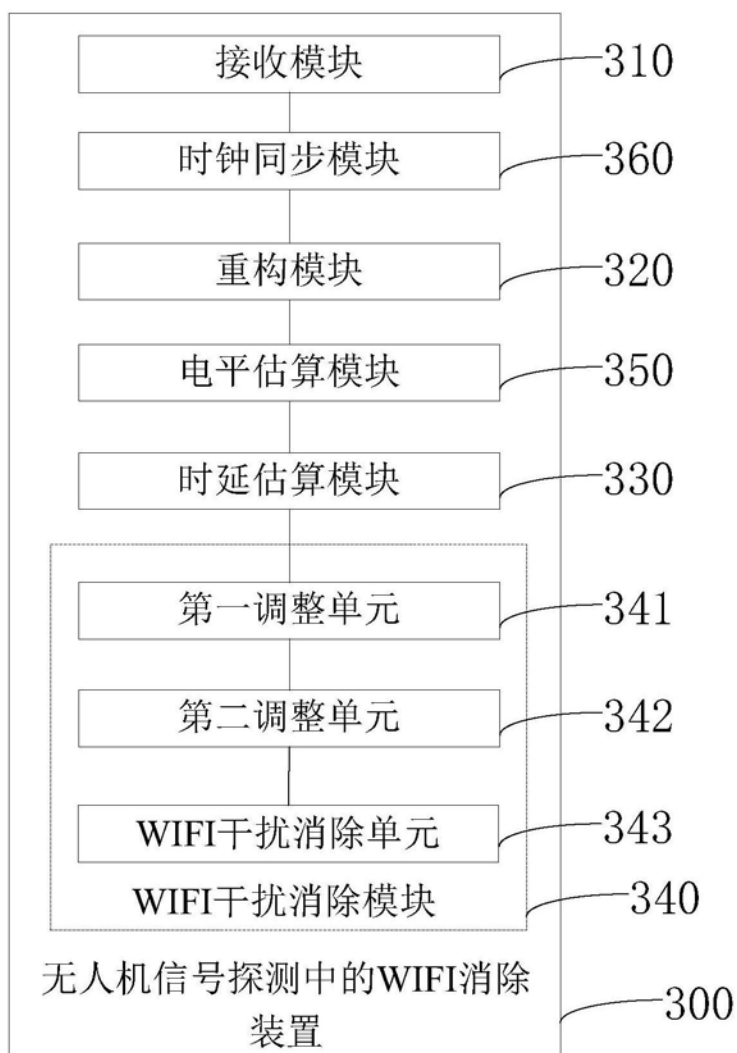 接收模块 310
时钟同步模块 360
重构模块 320
电平估算模块 350
时延估算模块 330
第一调整单元 341
第二调整单元 342
WIFI干扰消除单元 343
WIFI干扰消除模块 340
无人机信号探测中的WIFI消除
装置 300